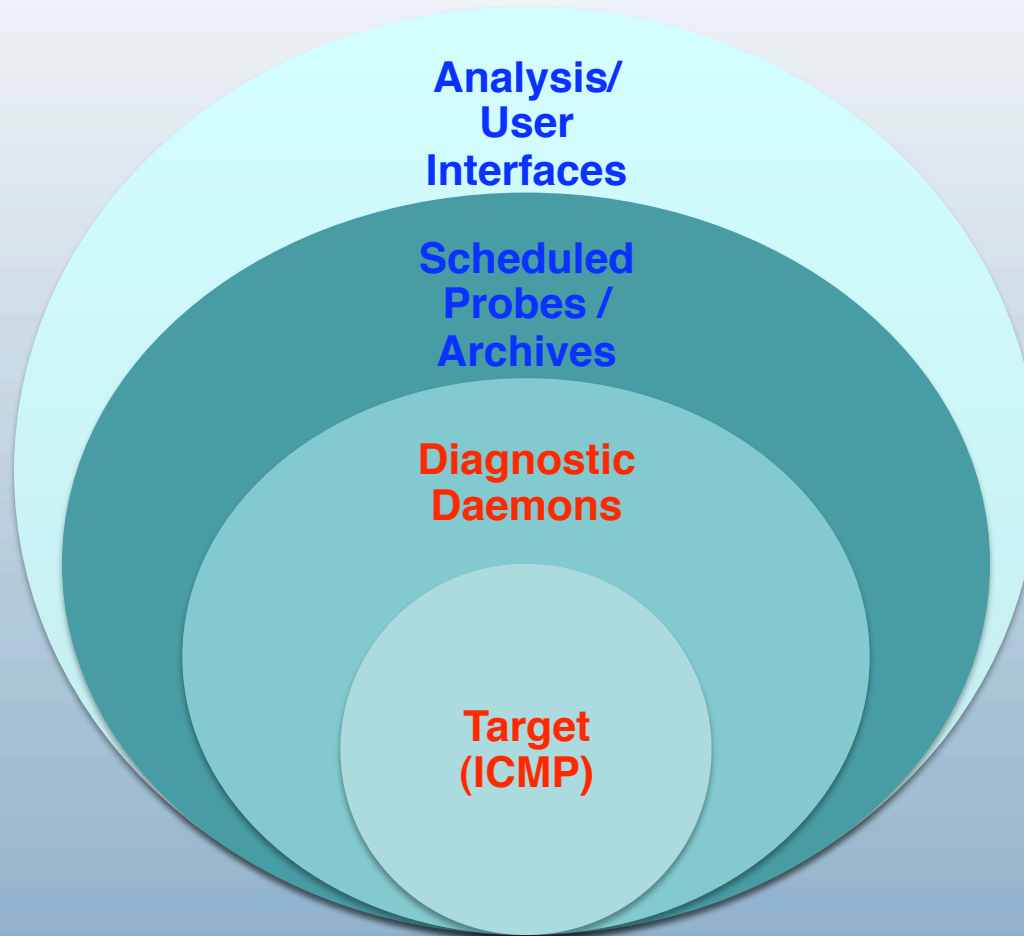 Analysis/
User
Interfaces
Scheduled
Probes /
Archives
Diagnostic
Daemons
Target
(ICMP)